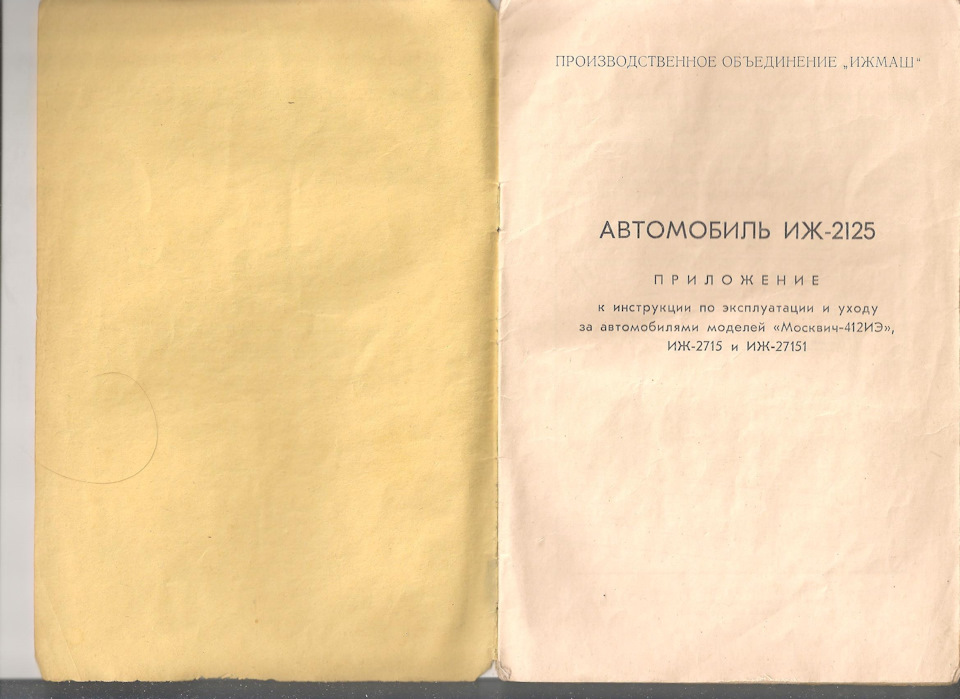 ПРОИЗВОДСТВЕННОЕ ОБЪЕДИНЕНИЕ „ИЖМАШ“
АВТОМОБИЛЬ ИЖ-2125
ПРИЛОЖЕНИЕ
к инструкции по эксплуатации и уходу
за автомобилями моделей «Москвич-412ИЭ»,
ИЖ-2715 и ИЖ-27151